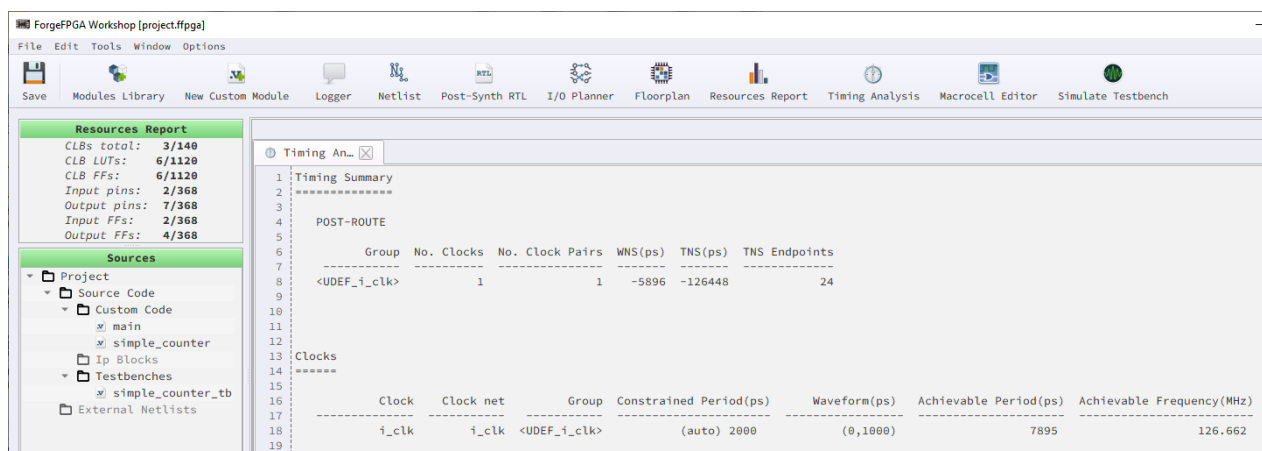 ForgeFPGA Workshop [project.ffpga]
File Edit Tools Window Options
Save Modules Library New Custom Module Logger Netlist Post-Synth RTL I/O Planner Floorplan Resources Report Timing Analysis Macrocell Editor Simulate Testbench
Resources Report
CLBs total: 3/140
CLB LUTs: 6/1120
CLB FFs: 6/1120
Input pins: 2/368
Output pins: 7/368
Input FFs: 2/368
Output FFs: 4/368
Sources
Project
Source Code
Custom Code
main
simple_counter
Ip Blocks
Testbenches
simple_counter_tb
External Netlists
Timing An…
1 Timing Summary
2 ==============
3
4 POST-ROUTE
5
6 Group No. Clocks No. Clock Pairs WNS(ps) TNS(ps) TNS Endpoints
7 ----------- ---------- --------------- ------- ------- -------------
8 <UDEF_i_clk> 1 1 -5896 -126448 24
9
10
11
12
13 Clocks
14 ======
15
16 Clock Clock net Group Constrained Period(ps) Waveform(ps) Achievable Period(ps) Achievable Frequency(MHz)
17 -------------- ----------- ----------- ---------------------- ----------------- --------------------- -------------------------
18 i_clk i_clk <UDEF_i_clk> (auto) 2000 (0,1000) 7895 126.662
19